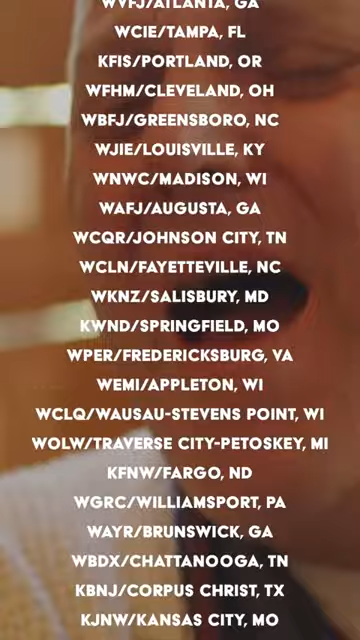 WVFJ/ATLANTA, GA
WCIE/TAMPA, FL
KFIS/PORTLAND, OR
WFHM/CLEVELAND, OH
WBFJ/GREENSBORO, NC
WJIE/LOUISVILLE, KY
WNWC/MADISON, WI
WAFJ/AUGUSTA, GA
WCQR/JOHNSON CITY, TN
WCLN/FAYETTEVILLE, NC
WKNZ/SALISBURY, MD
KWND/SPRINGFIELD, MO
WPER/FREDERICKSBURG, VA
WEMI/APPLETON, WI
WCLQ/WAUSAU-STEVENS POINT, WI
WOLW/TRAVERSE CITY-PETOSKEY, MI
KFNW/FARGO, ND
WGRC/WILLIAMSPORT, PA
WAYR/BRUNSWICK, GA
WBDX/CHATTANOOGA, TN
KBNJ/CORPUS CHRIST, TX
KJNW/KANSAS CITY, MO